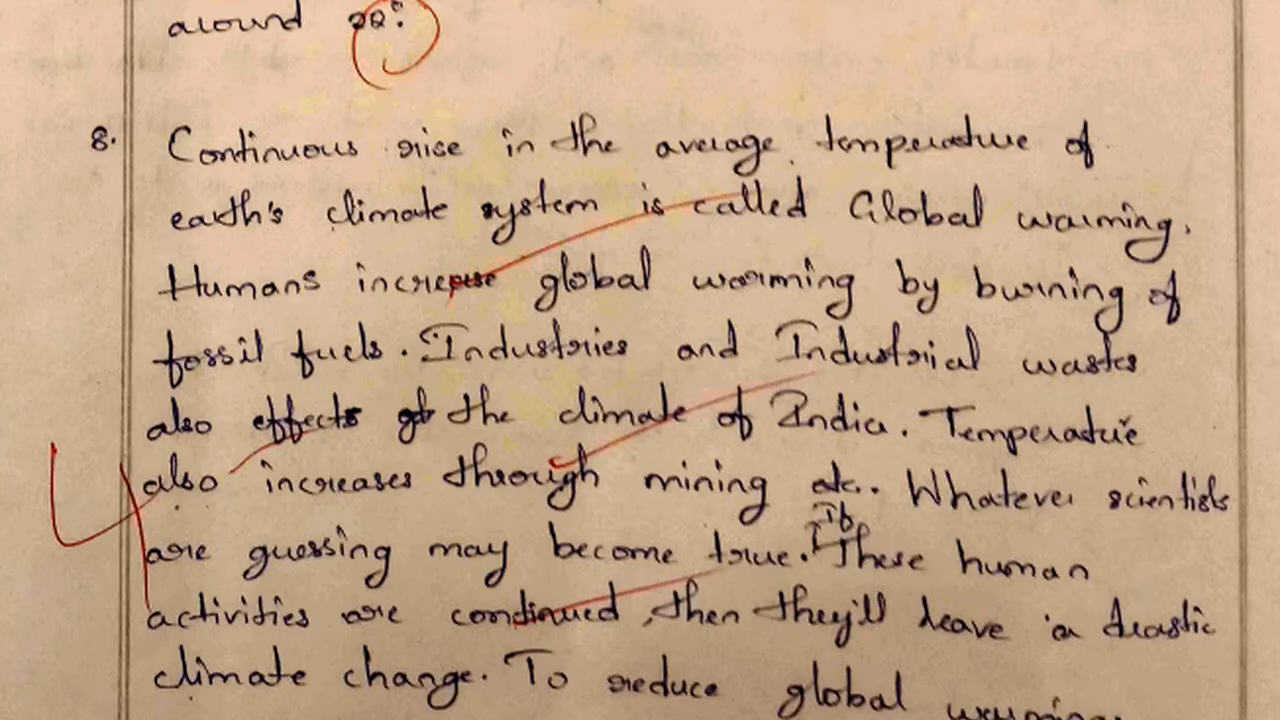 around 22°
8. Continuous rise in the average temperature of
earth's climate system is called Global warming.
Humans increase global warming by burning of
fossil fuels. Industries and Industrial wastes
also effects the climate of India. Temperature
also increases through mining etc. Whatever scientists
are guessing may become true. If These human
activities are continued, then they'll leave a drastic
climate change. To reduce global warming
4